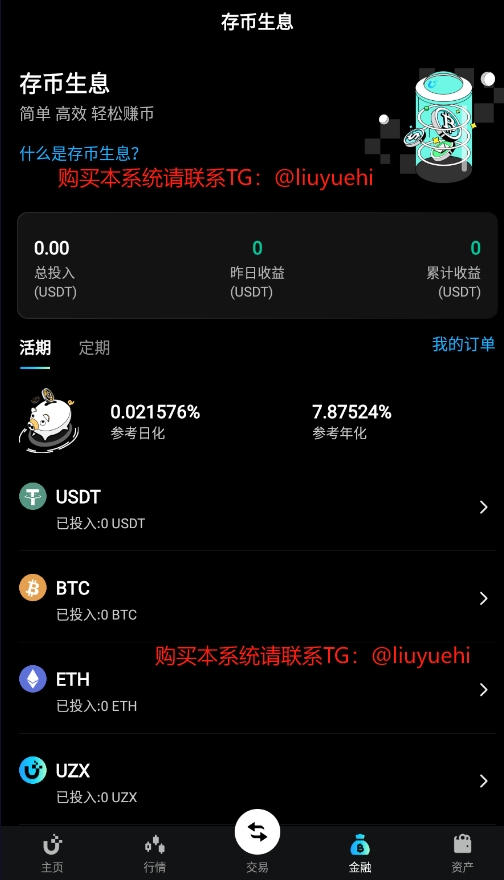 存币生息
存币生息
简单 高效 轻松赚币
什么是存币生息?
购买本系统请联系TG：@liuyuehi
0.00 0 0
总投入 昨日收益 累计收益
(USDT) (USDT) (USDT)
活期 定期 我的订单
0.021576% 7.87524%
参考日化 参考年化
USDT
已投入:0 USDT
BTC
已投入:0 BTC
购买本系统请联系TG：@liuyuehi
ETH
已投入:0 ETH
UZX
已投入:0 UZX
主页 行情 交易 金融 资产